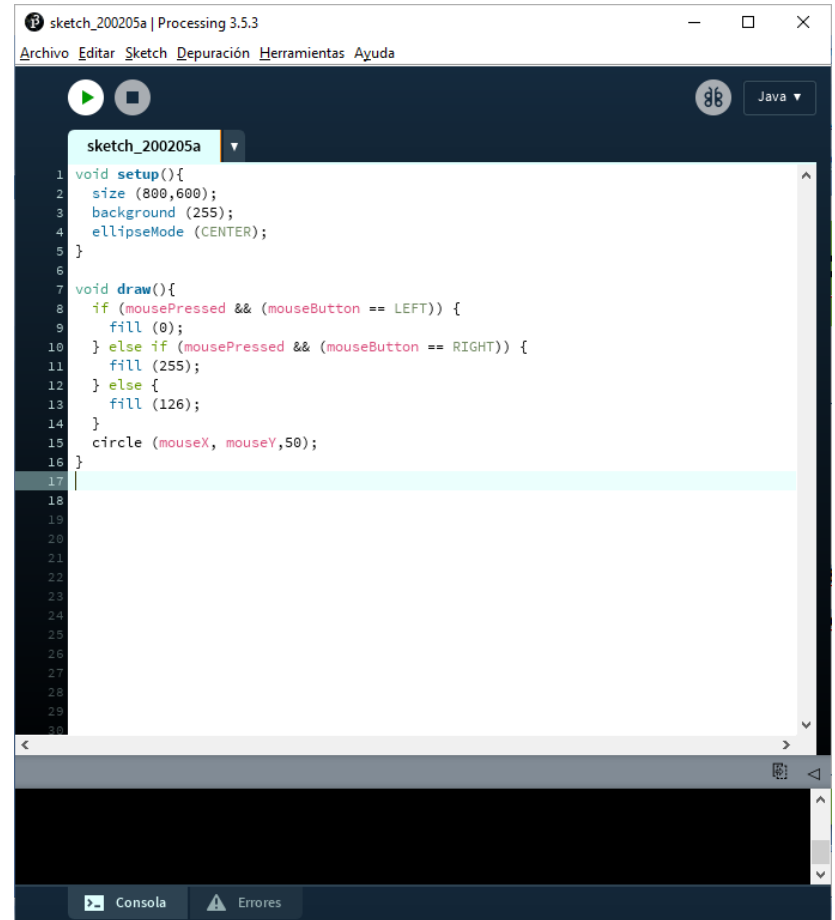 sketch_200205a | Processing 3.5.3
Archivo Editar Sketch Depuración Herramientas Ayuda
Java ▼
sketch_200205a ▼
1 void setup(){
2   size (800,600);
3   background (255);
4   ellipseMode (CENTER);
5 }
6
7 void draw(){
8   if (mousePressed && (mouseButton == LEFT)) {
9     fill (0);
10   } else if (mousePressed && (mouseButton == RIGHT)) {
11     fill (255);
12   } else {
13     fill (126);
14   }
15   circle (mouseX, mouseY,50);
16 }
17
18
19
20
21
22
23
24
25
26
27
28
29
30
Consola Errores